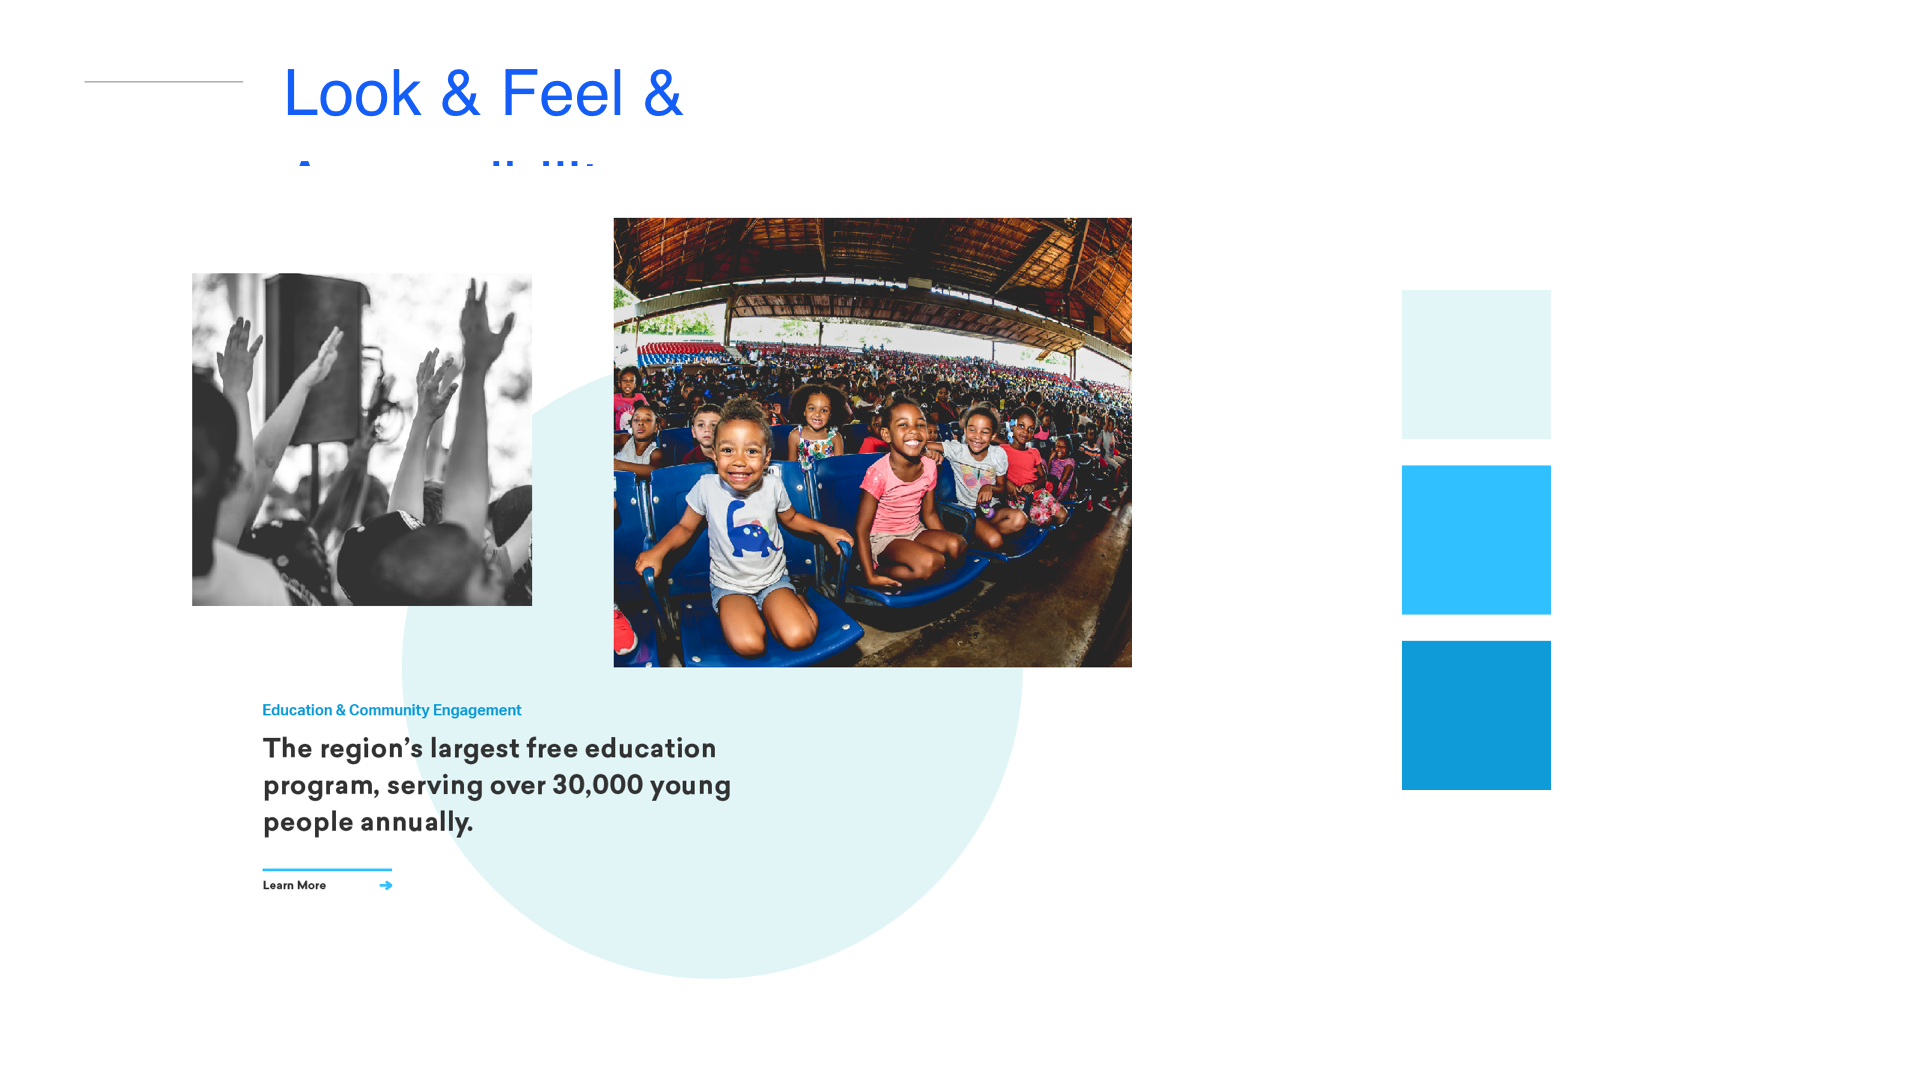 Look & Feel &
Education & Community Engagement
The region’s largest free education
program, serving over 30,000 young
people annually.
Learn More